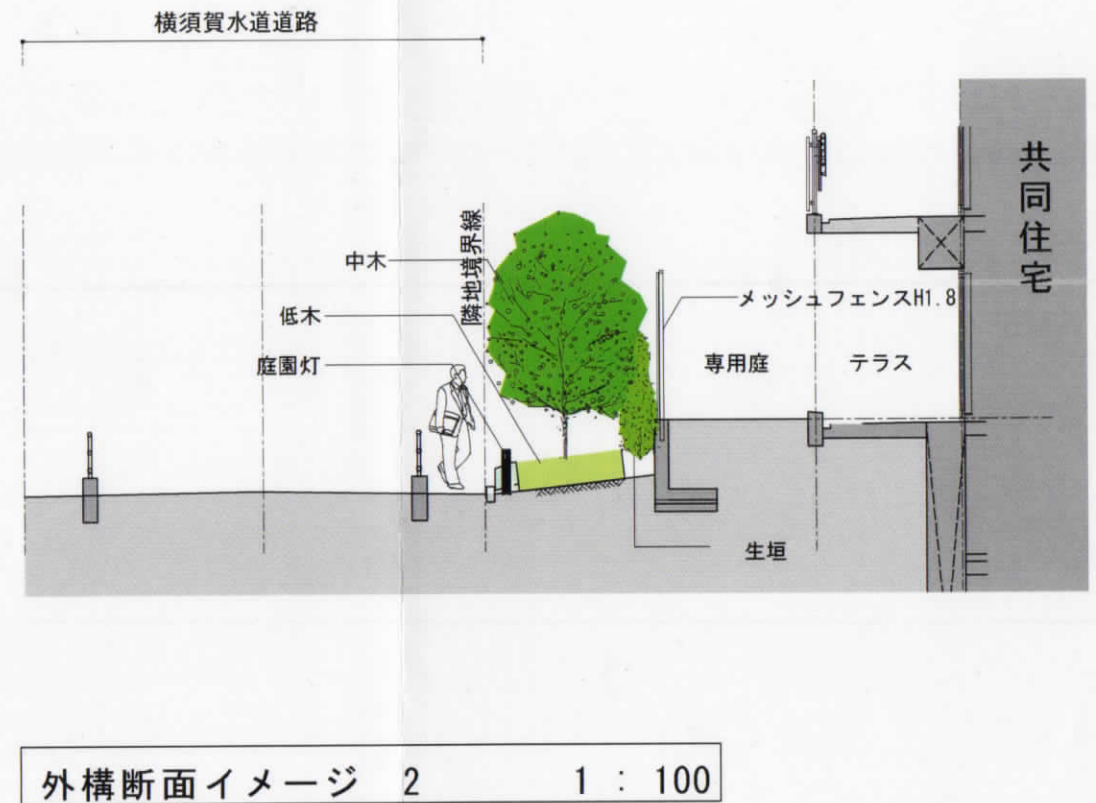 横須賀水道道路
共同住宅
隣地境界線
中木
低木
庭園灯
メッシュフェンスH1.8
専用庭
テラス
生垣
外構断面イメージ 2 1 : 100